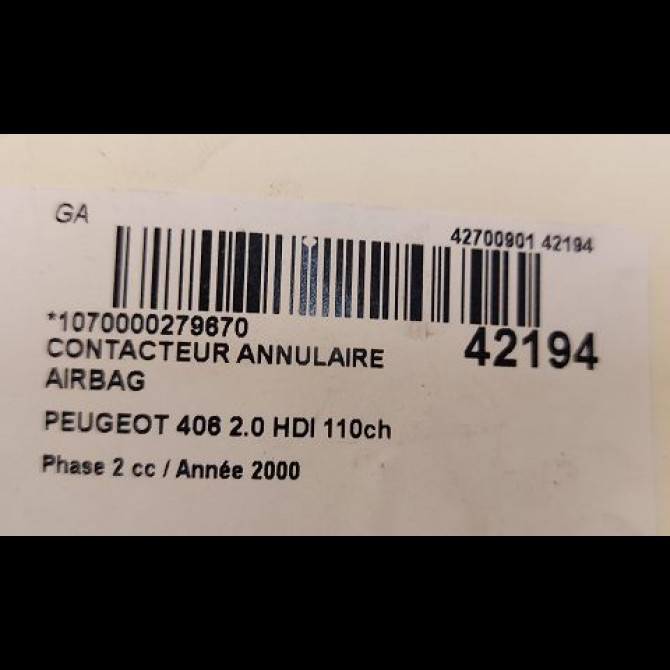 GA
42700901 42194
*1070000279670
42194
CONTACTEUR ANNULAIRE
AIRBAG
PEUGEOT 406 2.0 HDI 110ch
Phase 2 cc / Année 2000